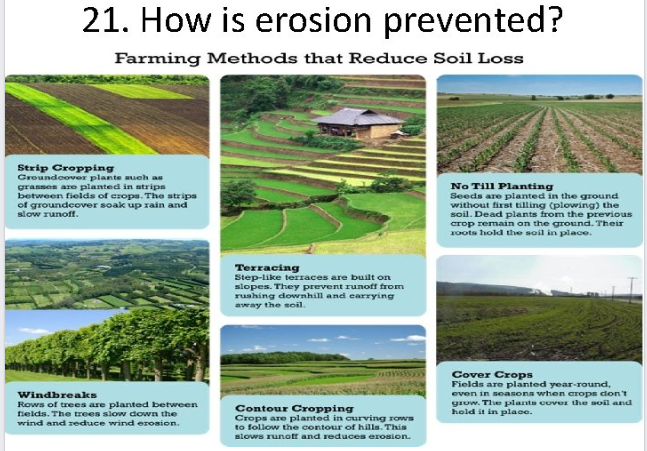 21. How is erosion prevented?
Farming Methods that Reduce Soil Loss
Strip Cropping
Groundcover plants such as
grasses are planted in strips
between fields of crops. The strips
of groundcover soak up rain and
slow runoff.
Windbreaks
Rows of trees are planted between
fields. The trees slow down the
wind and reduce wind erosion.
Terracing
Step-like terraces are built on
slopes. They prevent runoff from
rushing downhill and carrying
away the soil.
Contour Cropping
Crops are planted in curving rows
to follow the contour of hills. This
slows runoff and reduces erosion.
No Till Planting
Seeds are planted in the ground
without first tilling (plowing) the
soil. Dead plants from the previous
crop remain on the ground. Their
roots hold the soil in place.
Cover Crops
Fields are planted year-round,
even in seasons when crops don't
grow. The plants cover the soil and
hold it in place.